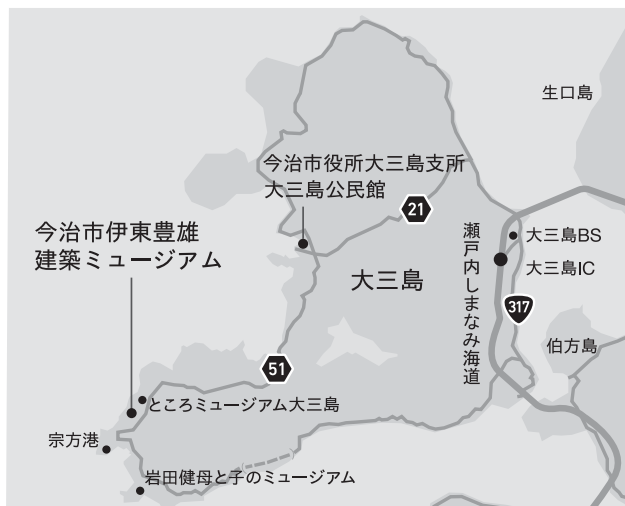 生口島
今治市役所大三島支所
大三島公民館
21
今治市伊東豊雄
建築ミュージアム
大三島
瀬戸内しまなみ海道
大三島BS
大三島IC
317
伯方島
51
ところミュージアム大三島
宗方港
岩田健母と子のミュージアム